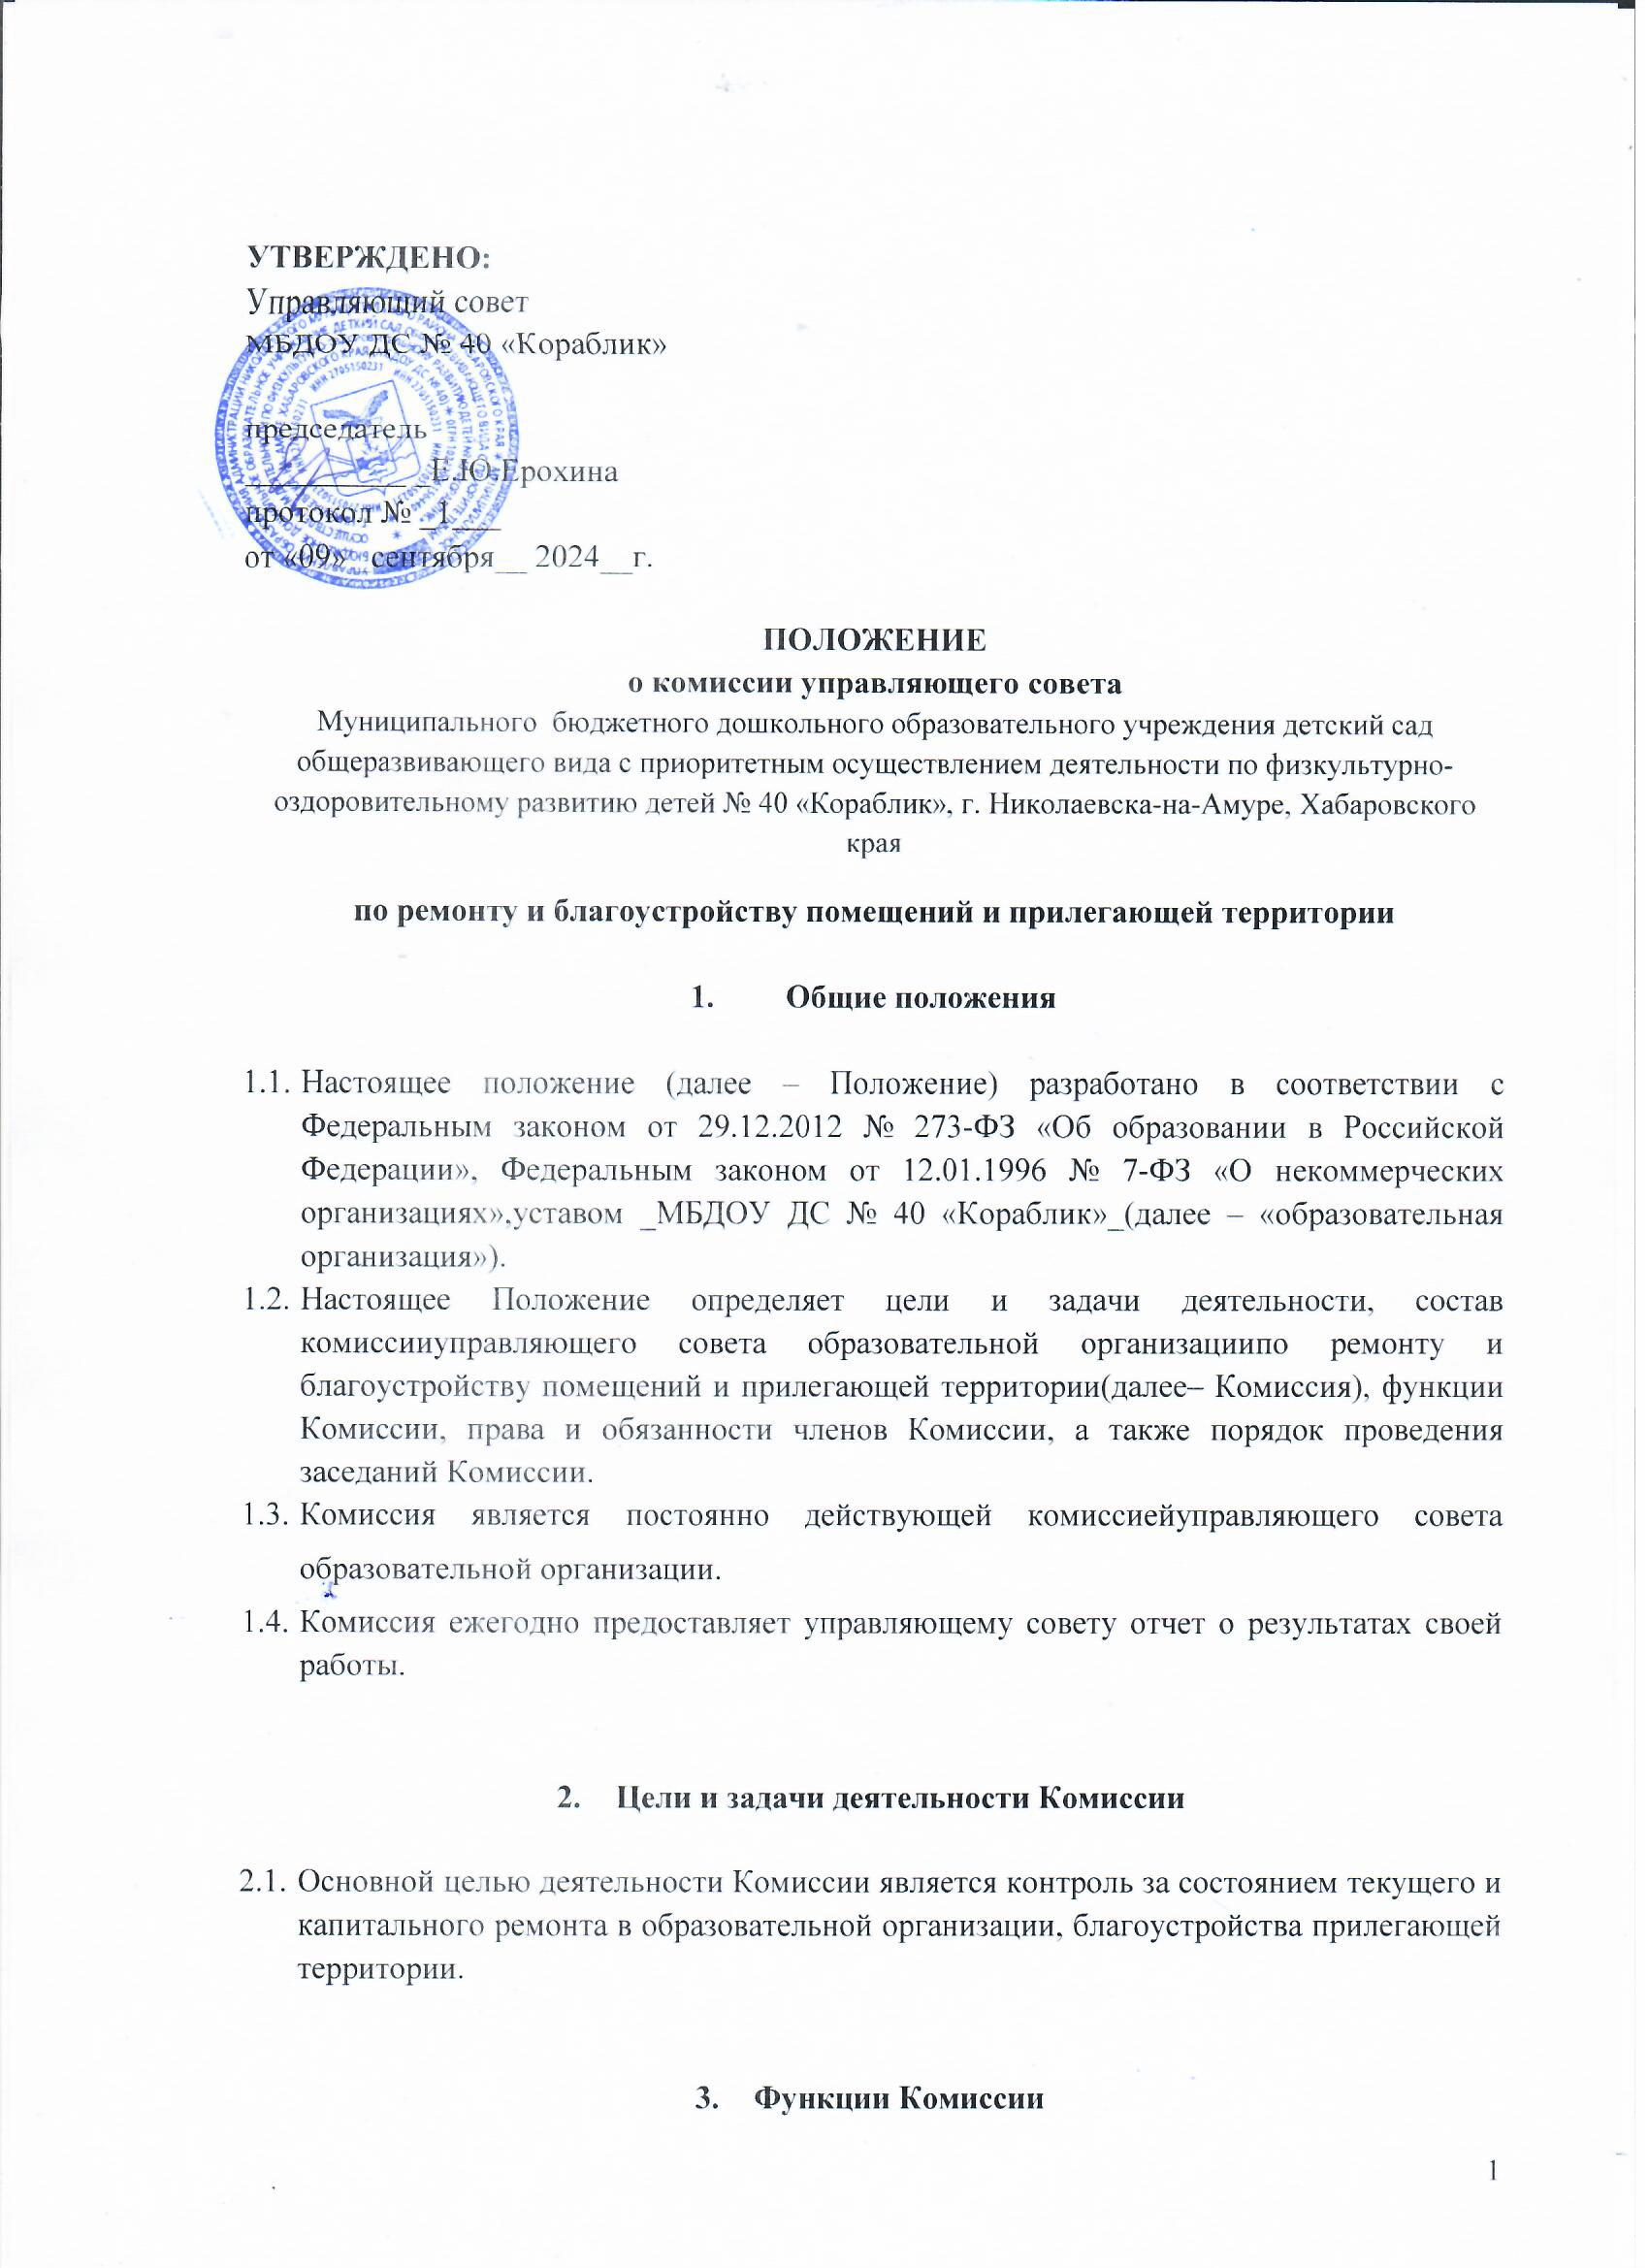 УТВЕРЖДЕНО:
Управляющий совет
МБДОУ ДС № 40 «Кораблик»
председатель
__________ _Е.Ю.Ерохина
протокол № _1___
от «09»_ сентября__ 2024__г.
ПОЛОЖЕНИЕ
о комиссии управляющего совета
Муниципального бюджетного дошкольного образовательного учреждения детский сад
общеразвивающего вида с приоритетным осуществлением деятельности по физкультурно-
оздоровительному развитию детей № 40 «Кораблик», г. Николаевска-на-Амуре, Хабаровского
края
по ремонту и благоустройству помещений и прилегающей территории
1. Общие положения
1.1. Настоящее положение (далее – Положение) разработано в соответствии с
Федеральным законом от 29.12.2012 № 273-ФЗ «Об образовании в Российской
Федерации», Федеральным законом от 12.01.1996 № 7-ФЗ «О некоммерческих
организациях»,уставом _МБДОУ ДС № 40 «Кораблик»_(далее – «образовательная
организация»).
1.2. Настоящее Положение определяет цели и задачи деятельности, состав
комиссииуправляющего совета образовательной организациипо ремонту и
благоустройству помещений и прилегающей территории(далее– Комиссия), функции
Комиссии, права и обязанности членов Комиссии, а также порядок проведения
заседаний Комиссии.
1.3. Комиссия является постоянно действующей комиссиейуправляющего совета
образовательной организации.
1.4. Комиссия ежегодно предоставляет управляющему совету отчет о результатах своей
работы.
2. Цели и задачи деятельности Комиссии
2.1. Основной целью деятельности Комиссии является контроль за состоянием текущего и
капитального ремонта в образовательной организации, благоустройства прилегающей
территории.
3. Функции Комиссии
1